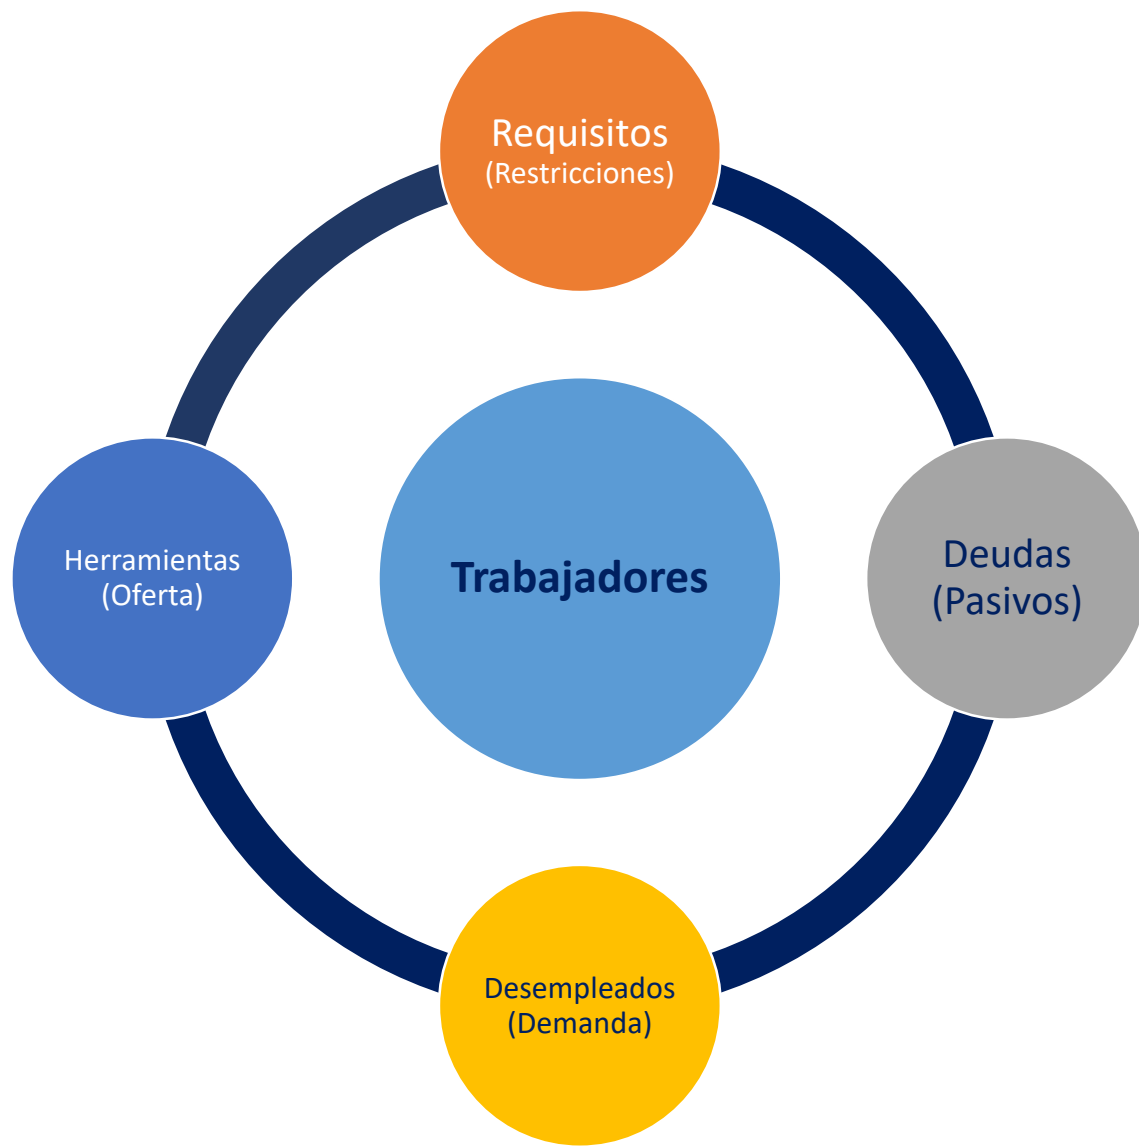 Requisitos
(Restricciones)
Herramientas
(Oferta)
Trabajadores
Deudas
(Pasivos)
Desempleados
(Demanda)